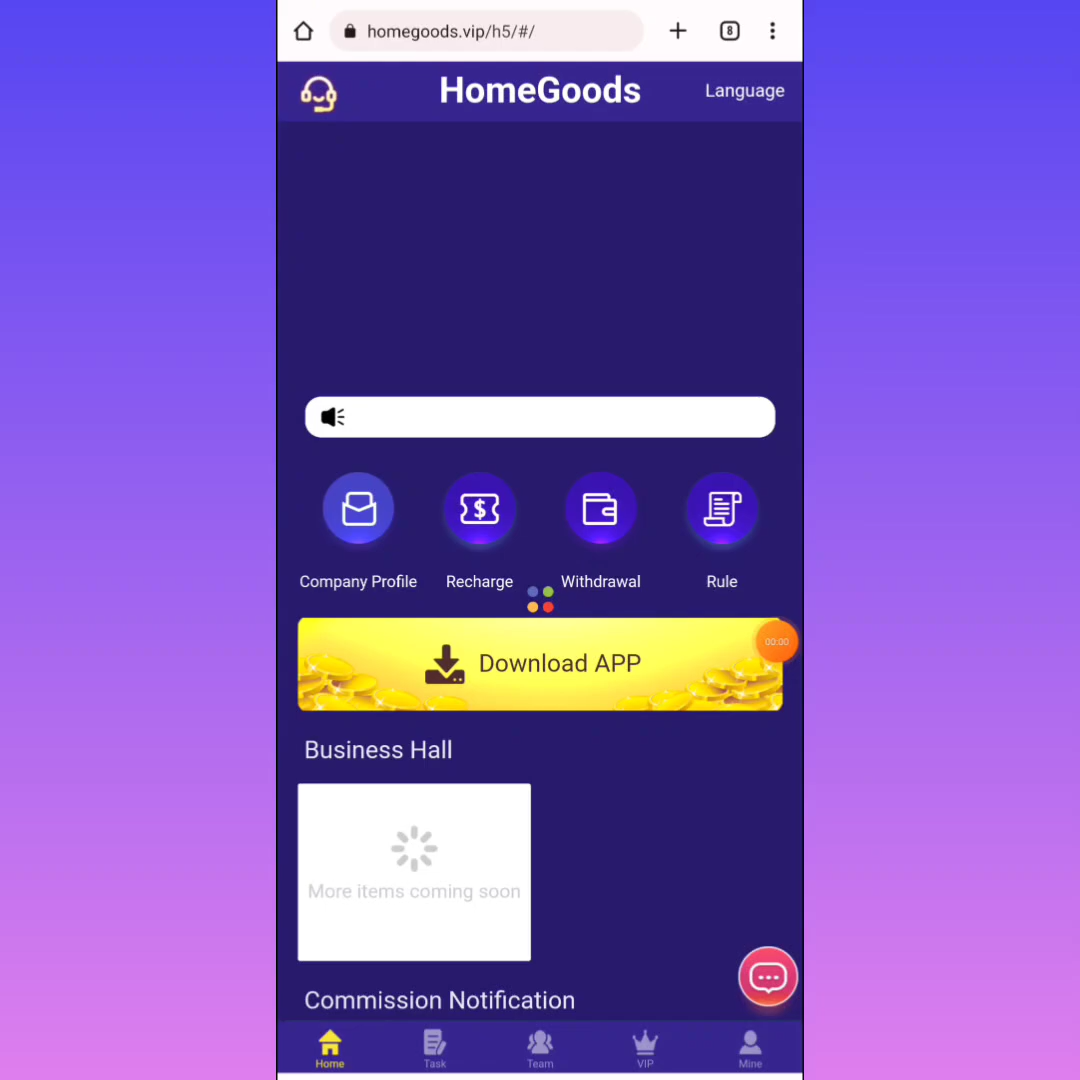 homegoods.vip/h5/#/
8
HomeGoods
Language
Company Profile
Recharge
Withdrawal
Rule
Download APP
00:00
Business Hall
More items coming soon
Commission Notification
Home
Task
Team
VIP
Mine